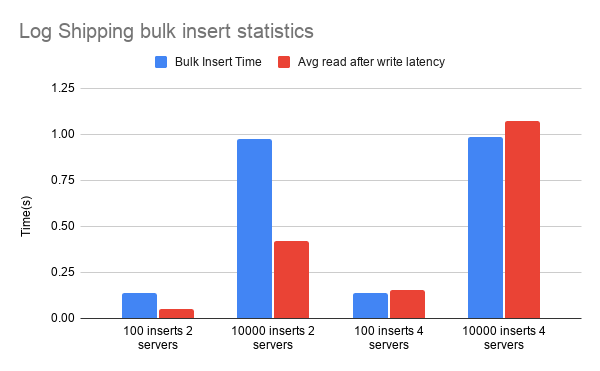 Log Shipping bulk insert statistics
Bulk Insert Time
Avg read after write latency
Time(s)
1.25
1.00
0.75
0.50
0.25
0.00
100 inserts 2
servers
10000 inserts 2
servers
100 inserts 4
servers
10000 inserts 4
servers